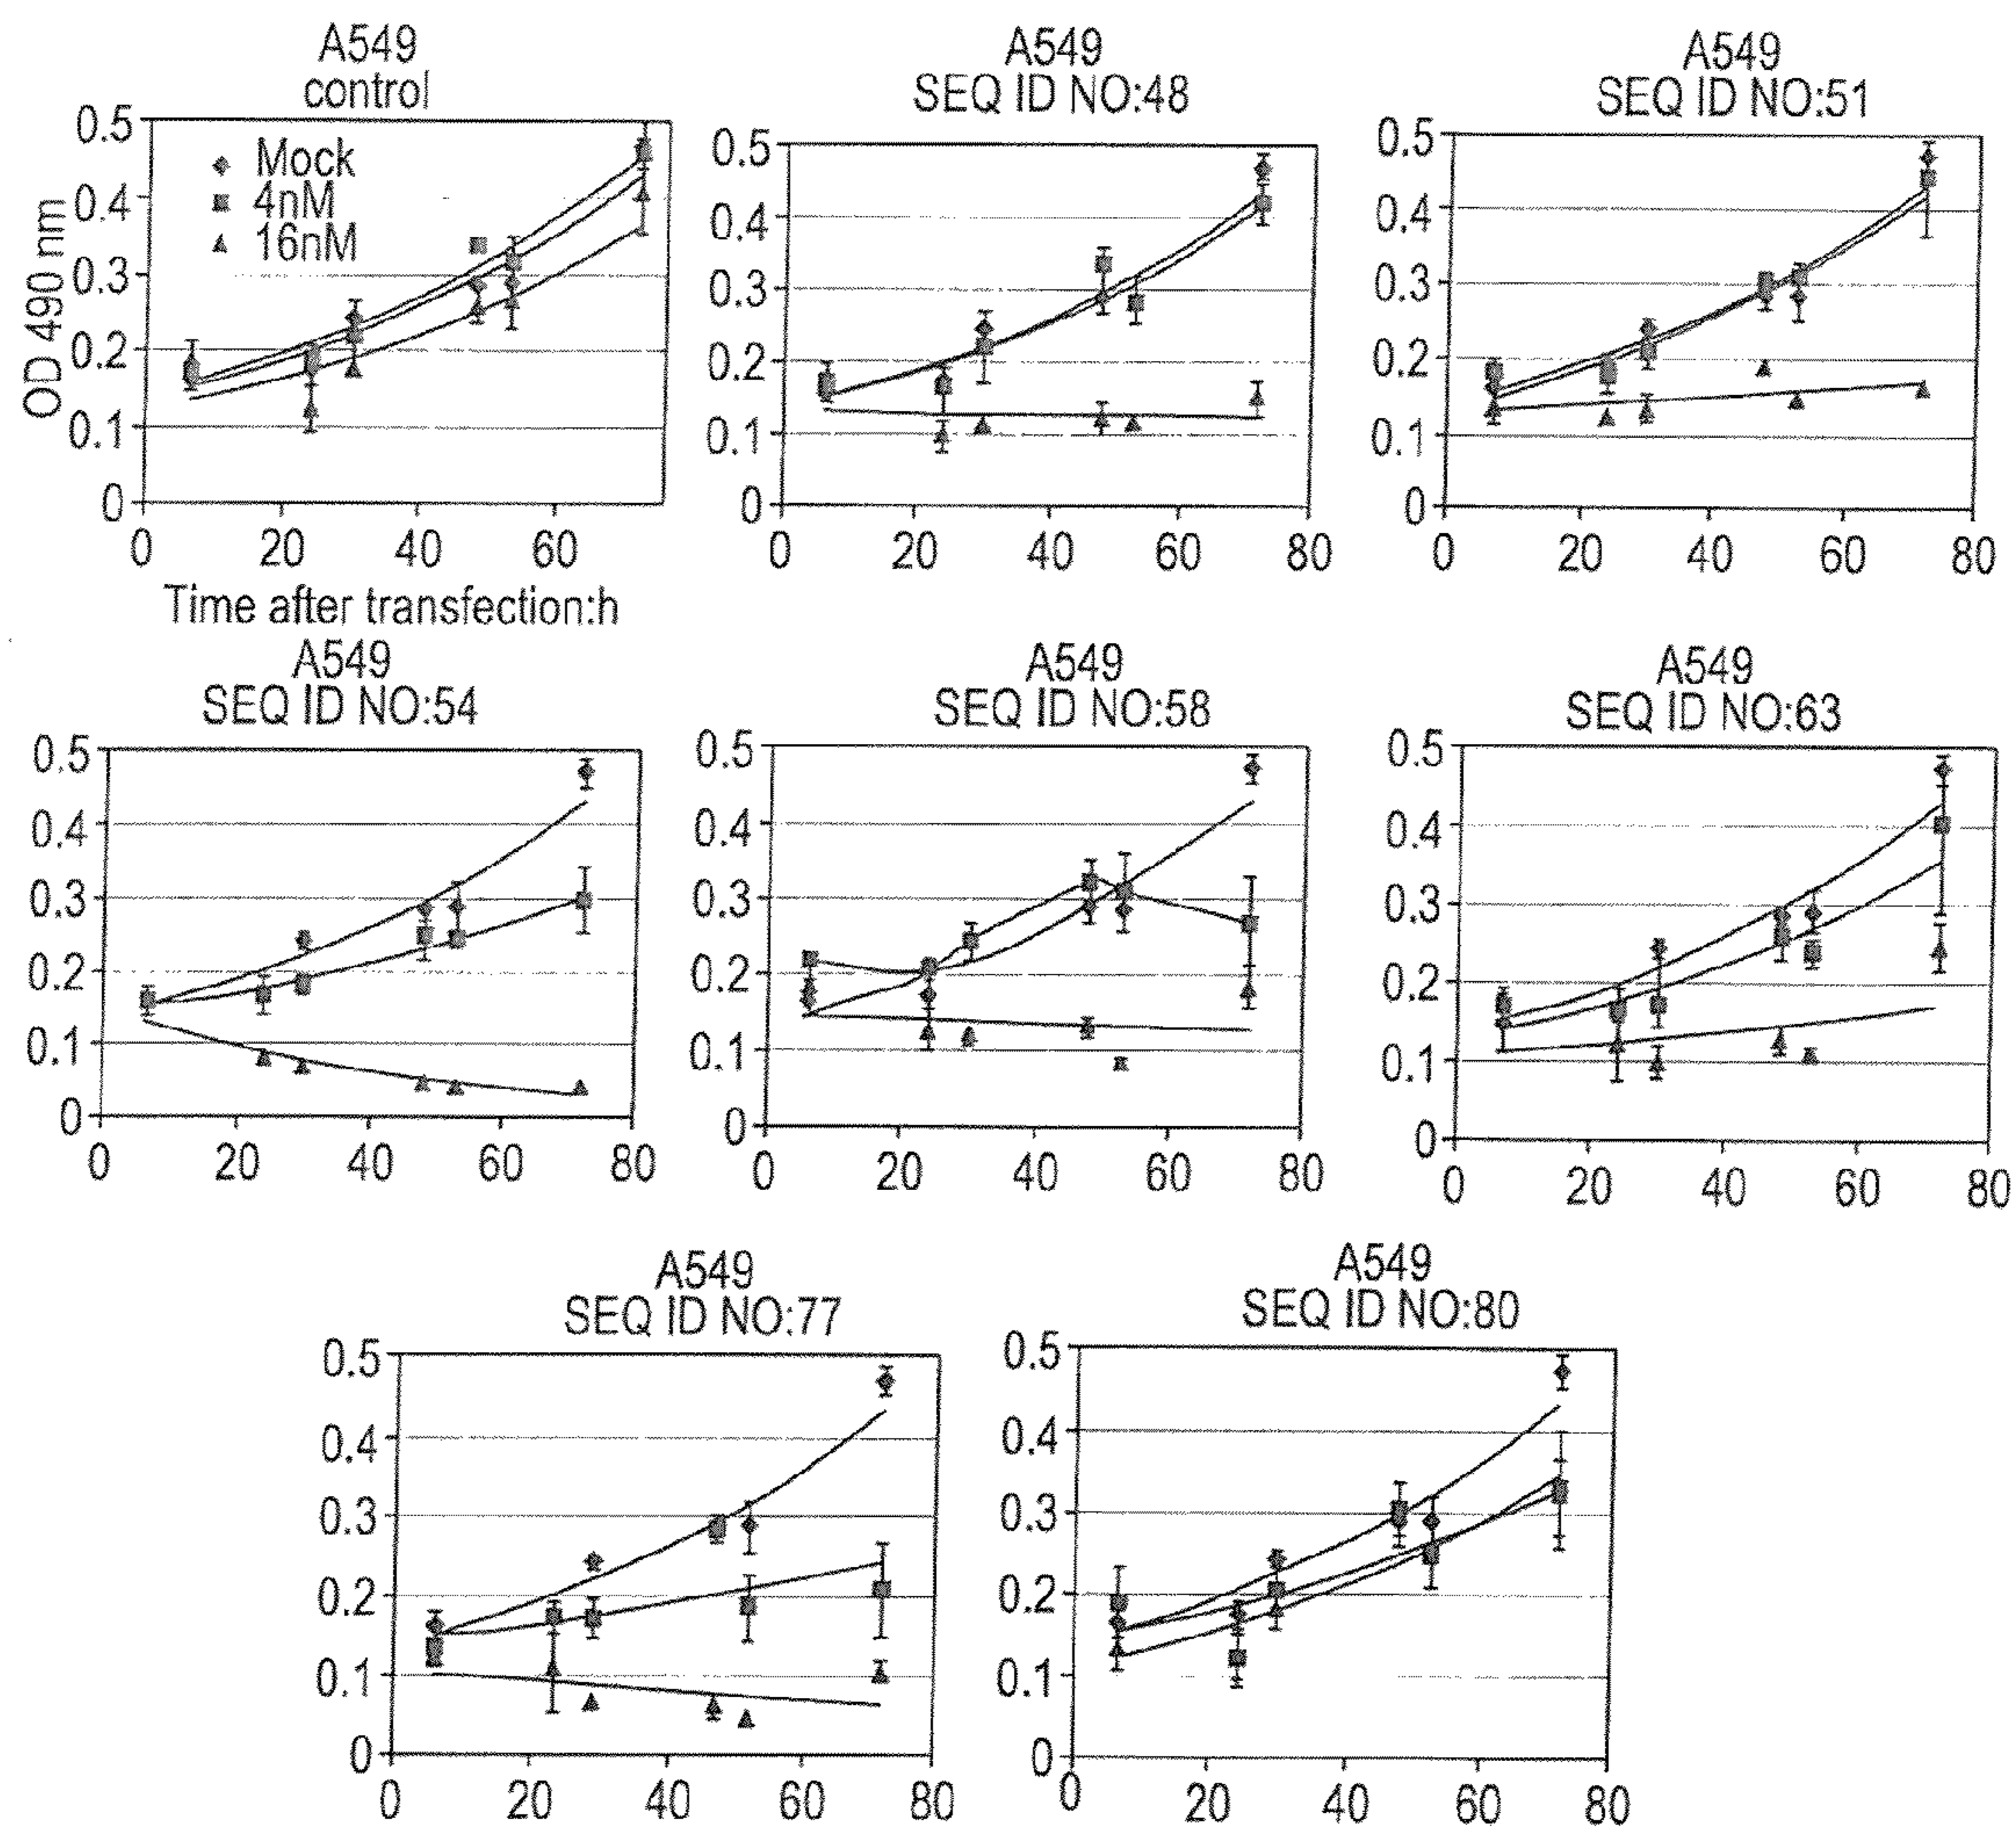 A549
control
A549
SEQ ID NO:48
A549
SEQ ID NO:51
OD 490 nm
0.5
0.4
0.3
0.2
0.1
0
Mock
4nM
16nM
0 20 40 60
Time after transfection:h
0.5
0.4
0.3
0.2
0.1
0
0 20 40 60 80
0.5
0.4
0.3
0.2
0.1
0
0 20 40 60 80
A549
SEQ ID NO:54
0.5
0.4
0.3
0.2
0.1
0
0 20 40 60 80
A549
SEQ ID NO:58
0.5
0.4
0.3
0.2
0.1
0
0 20 40 60 80
A549
SEQ ID NO:63
0.5
0.4
0.3
0.2
0.1
0
0 20 40 60 80
A549
SEQ ID NO:77
0.5
0.4
0.3
0.2
0.1
0
0 20 40 60 80
A549
SEQ ID NO:80
0.5
0.4
0.3
0.2
0.1
0
0 20 40 60 80